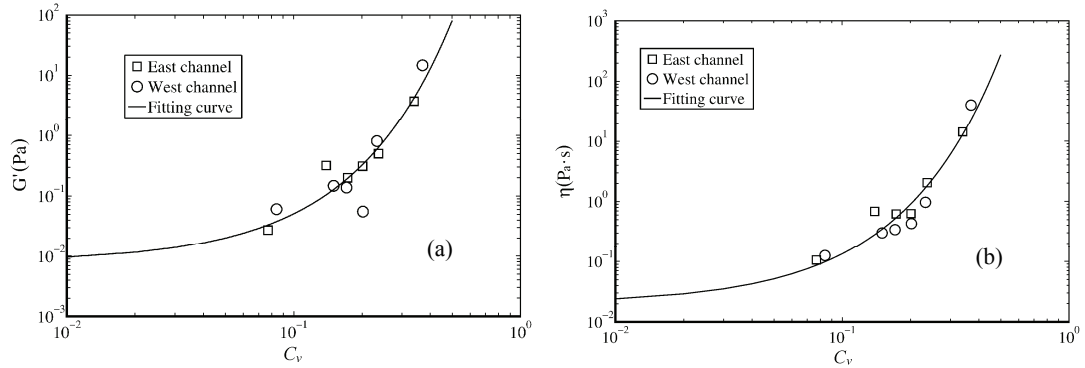 10²
10¹
10⁰
10⁻¹
10⁻²
10⁻³
G'(Pa)
East channel
West channel
Fitting curve
(a)
10⁻² 10⁻¹ 10⁰
Cᵥ
10³
10²
10¹
10⁰
10⁻¹
10⁻²
η(Pₐ·s)
East channel
West channel
Fitting curve
(b)
10⁻² 10⁻¹ 10⁰
Cᵥ